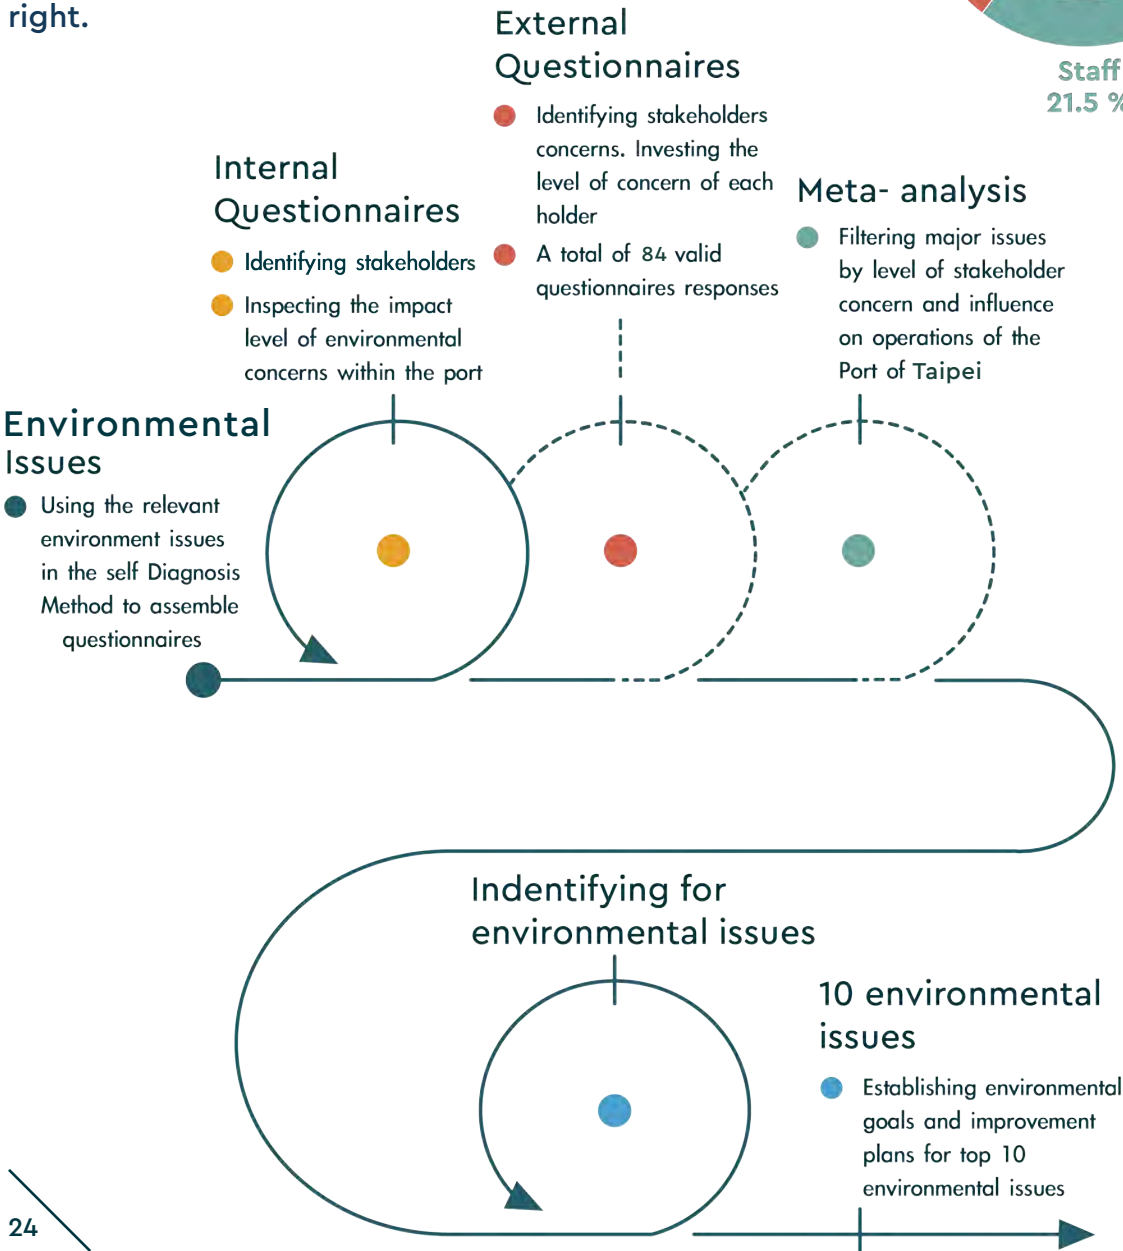 right.
Staff
21.5 %
External
Questionnaires
Identifying stakeholders
concerns. Investing the
level of concern of each
holder
A total of 84 valid
questionnaires responses
Internal
Questionnaires
Identifying stakeholders
Inspecting the impact
level of environmental
concerns within the port
Meta- analysis
Filtering major issues
by level of stakeholder
concern and influence
on operations of the
Port of Taipei
Environmental
Issues
Using the relevant
environment issues
in the self Diagnosis
Method to assemble
questionnaires
Indentifying for
environmental issues
10 environmental
issues
Establishing environmental
goals and improvement
plans for top 10
environmental issues
24